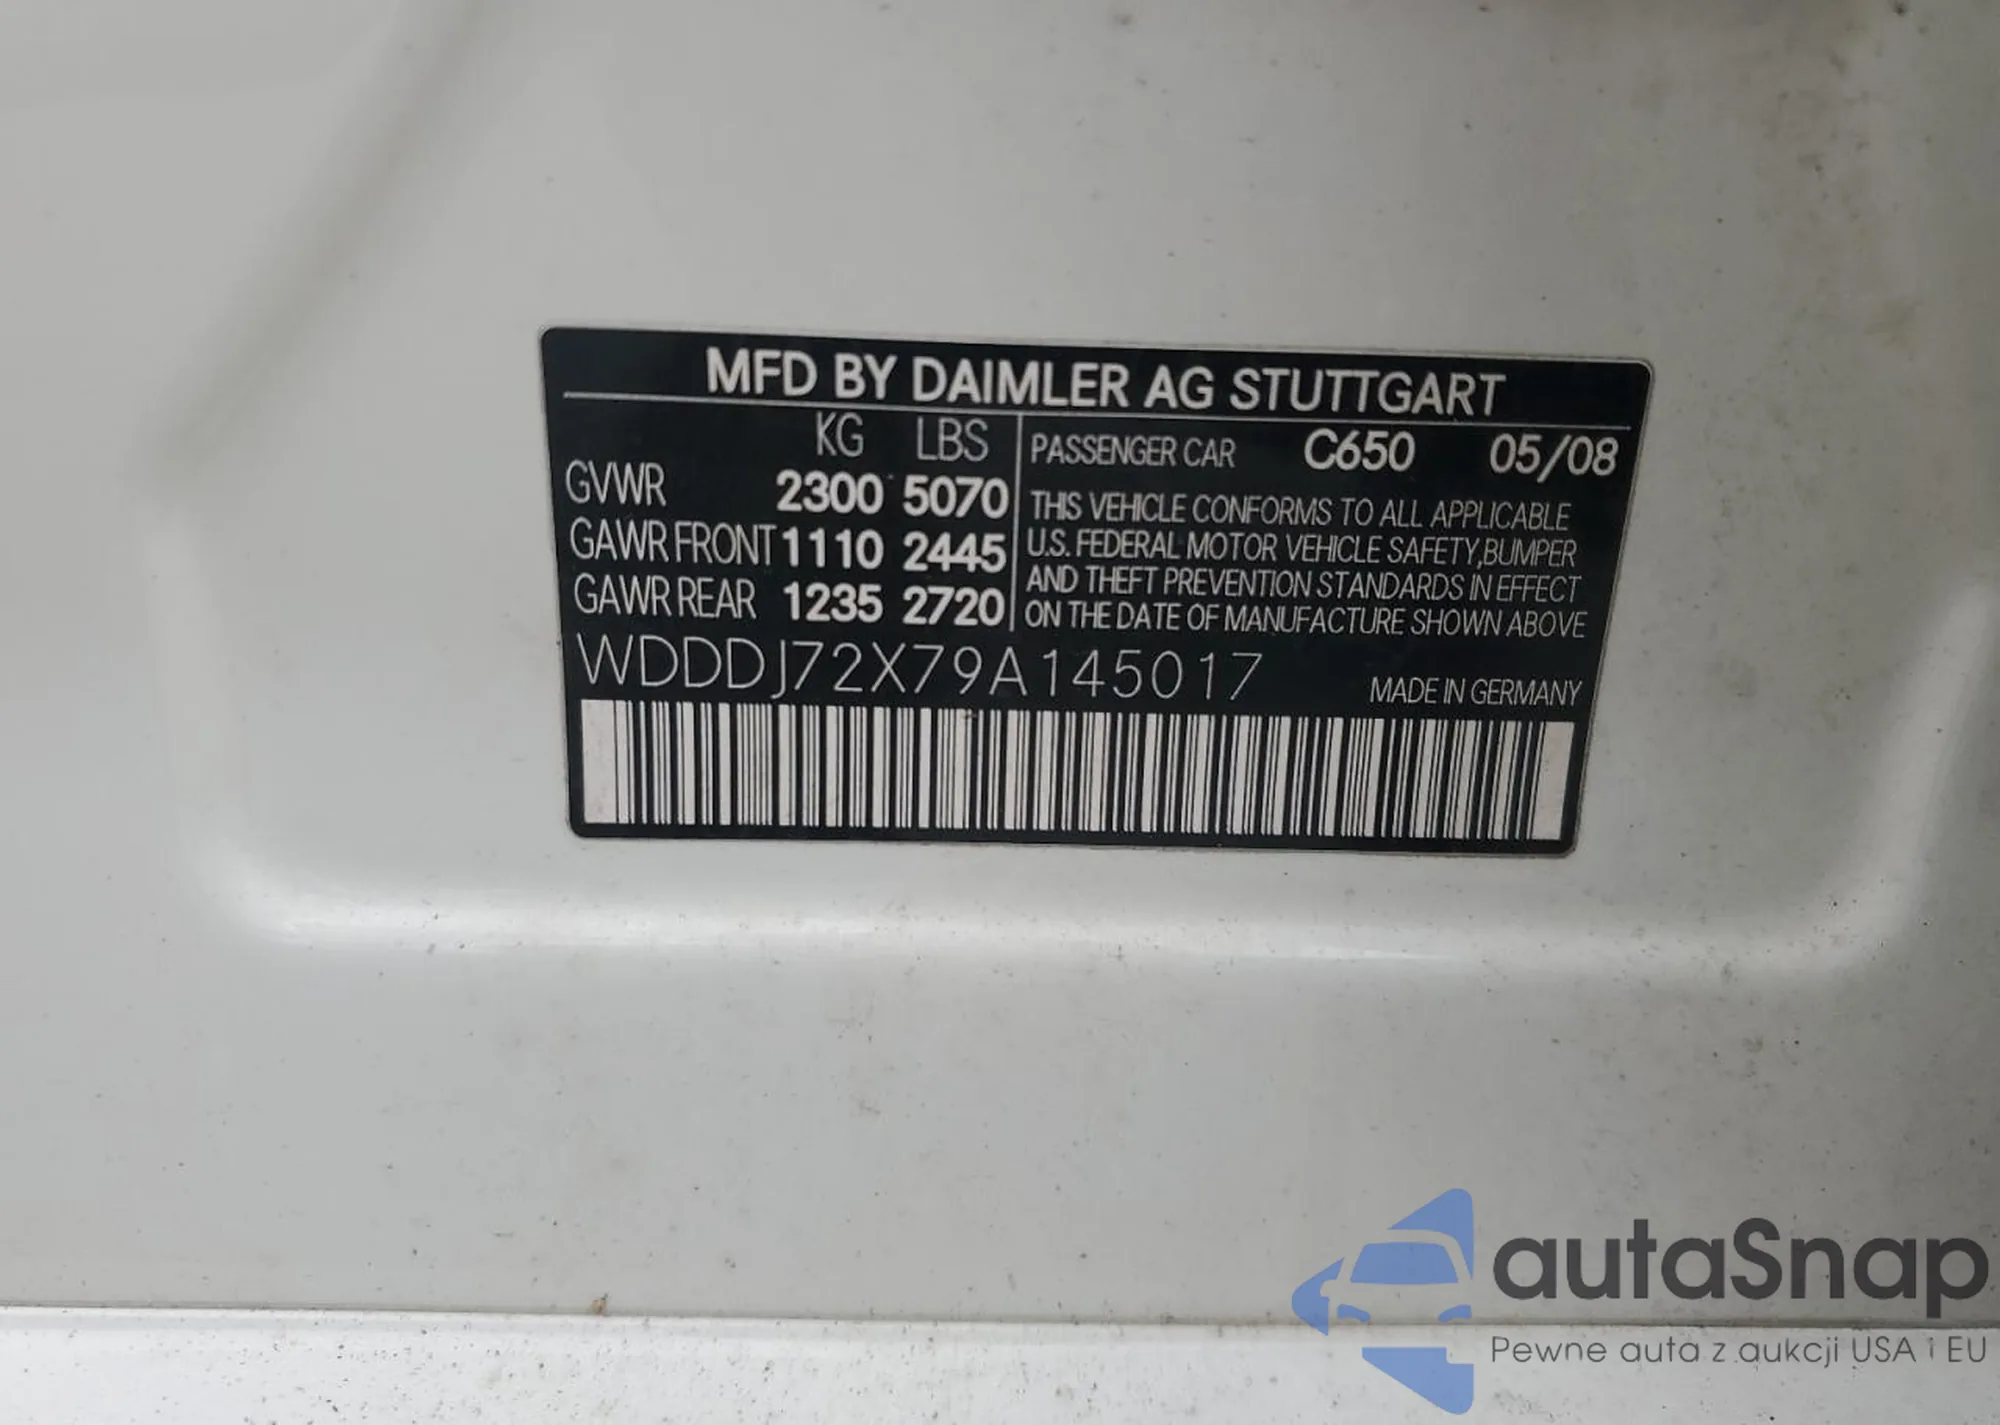 MFD BY DAIMLER AG STUTTGART
KG LBS
GVWR 2300 5070
GAWR FRONT 1110 2445
GAWR REAR 1235 2720
PASSENGER CAR C650 05/08
THIS VEHICLE CONFORMS TO ALL APPLICABLE
U.S. FEDERAL MOTOR VEHICLE SAFETY,BUMPER
AND THEFT PREVENTION STANDARDS IN EFFECT
ON THE DATE OF MANUFACTURE SHOWN ABOVE
WDDDJ72X79A145017
MADE IN GERMANY
autaSnap
Pewne auta z aukcji USA i EU